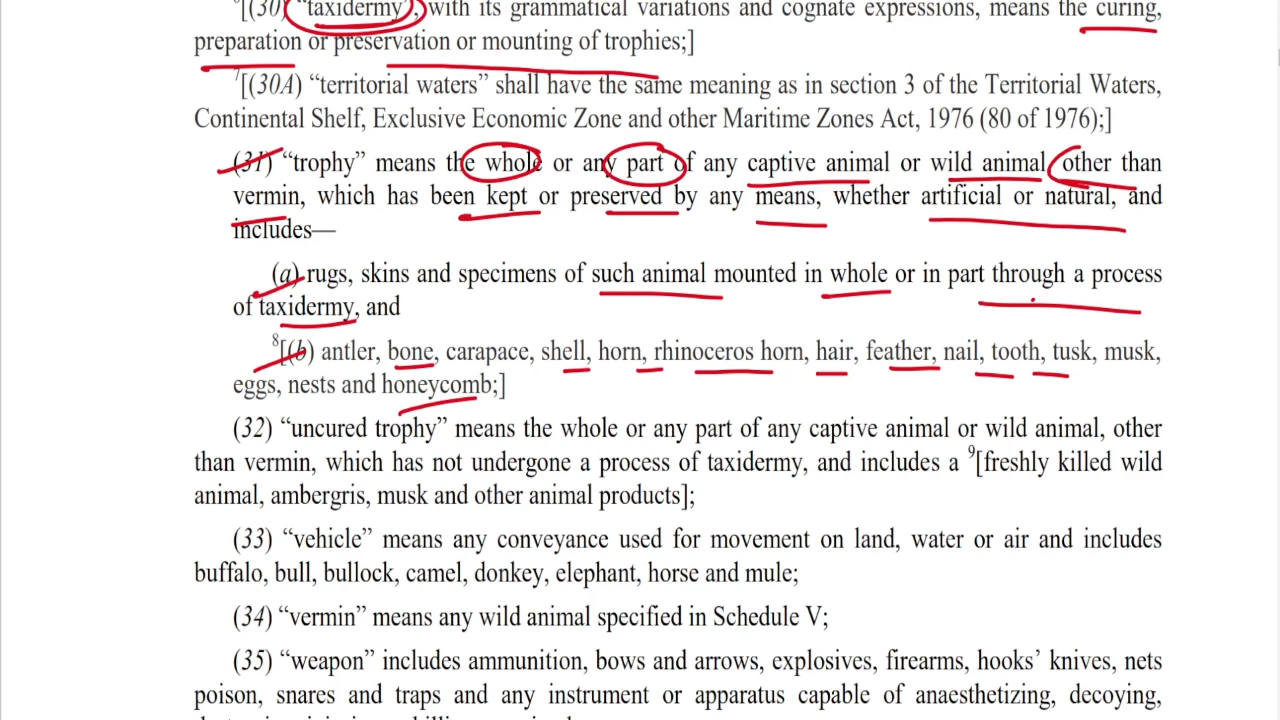 6[(30) “taxidermy”, with its grammatical variations and cognate expressions, means the curing,
preparation or preservation or mounting of trophies;]
7[(30A) “territorial waters” shall have the same meaning as in section 3 of the Territorial Waters,
Continental Shelf, Exclusive Economic Zone and other Maritime Zones Act, 1976 (80 of 1976);]
(31) “trophy” means the whole or any part of any captive animal or wild animal other than
vermin, which has been kept or preserved by any means, whether artificial or natural, and
includes—
(a) rugs, skins and specimens of such animal mounted in whole or in part through a process
of taxidermy, and
8[(b) antler, bone, carapace, shell, horn, rhinoceros horn, hair, feather, nail, tooth, tusk, musk,
eggs, nests and honeycomb;]
(32) “uncured trophy” means the whole or any part of any captive animal or wild animal, other
than vermin, which has not undergone a process of taxidermy, and includes a 9[freshly killed wild
animal, ambergris, musk and other animal products];
(33) “vehicle” means any conveyance used for movement on land, water or air and includes
buffalo, bull, bullock, camel, donkey, elephant, horse and mule;
(34) “vermin” means any wild animal specified in Schedule V;
(35) “weapon” includes ammunition, bows and arrows, explosives, firearms, hooks’ knives, nets
poison, snares and traps and any instrument or apparatus capable of anaesthetizing, decoying,